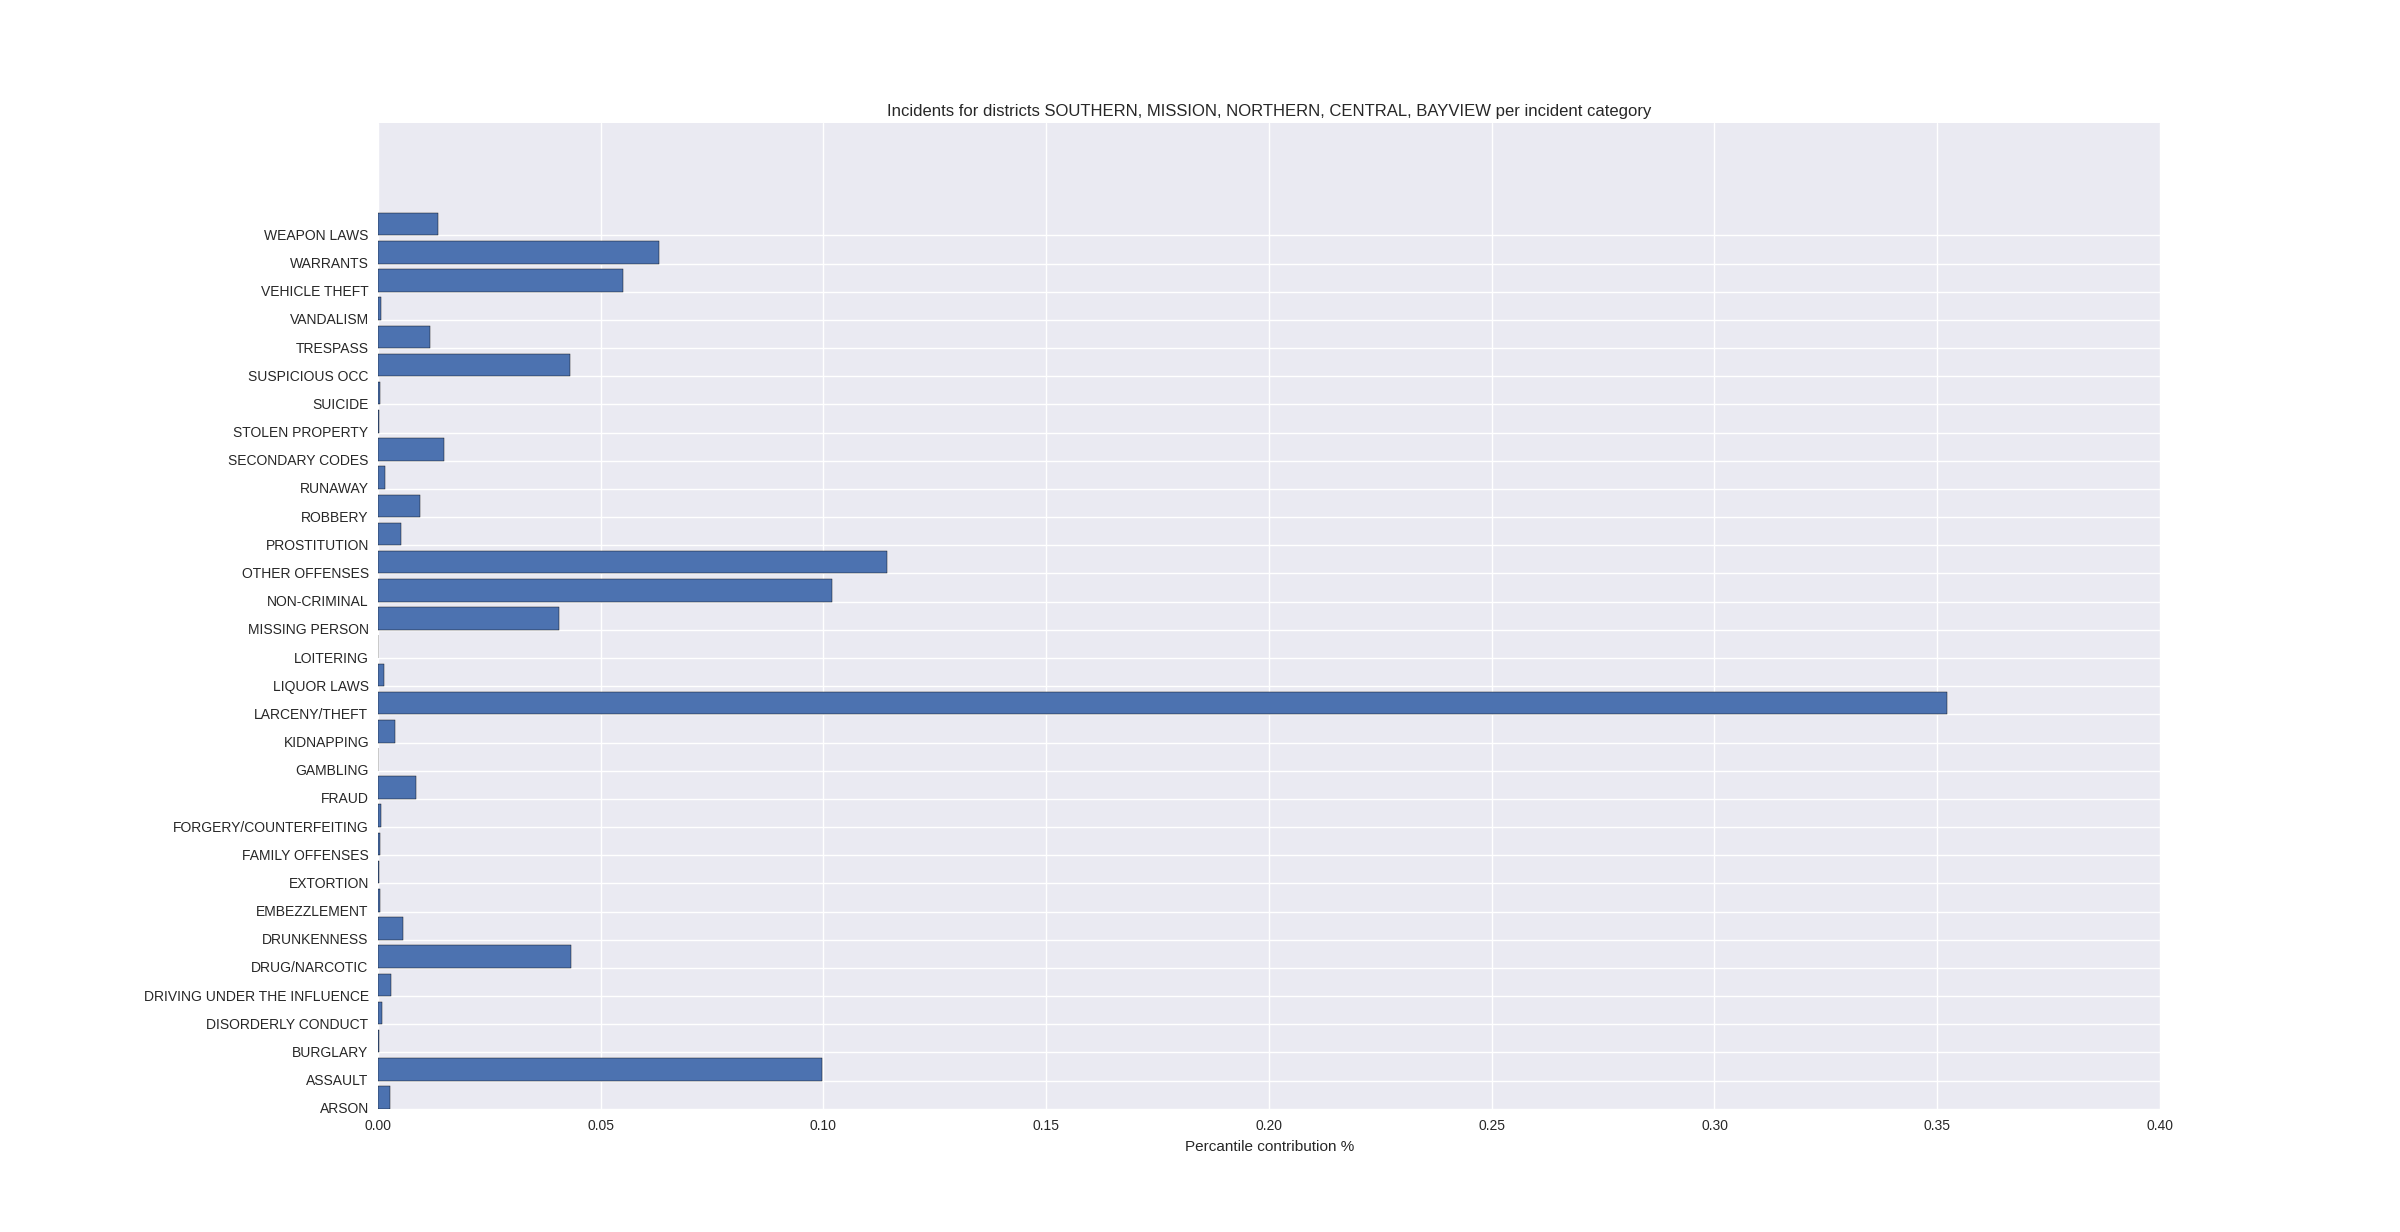 Incidents for districts SOUTHERN, MISSION, NORTHERN, CENTRAL, BAYVIEW per incident category
WEAPON LAWS
WARRANTS
VEHICLE THEFT
VANDALISM
TRESPASS
SUSPICIOUS OCC
SUICIDE
STOLEN PROPERTY
SECONDARY CODES
RUNAWAY
ROBBERY
PROSTITUTION
OTHER OFFENSES
NON-CRIMINAL
MISSING PERSON
LOITERING
LIQUOR LAWS
LARCENY/THEFT
KIDNAPPING
GAMBLING
FRAUD
FORGERY/COUNTERFEITING
FAMILY OFFENSES
EXTORTION
EMBEZZLEMENT
DRUNKENNESS
DRUG/NARCOTIC
DRIVING UNDER THE INFLUENCE
DISORDERLY CONDUCT
BURGLARY
ASSAULT
ARSON
0.00 0.05 0.10 0.15 0.20 0.25 0.30 0.35 0.40
Percantile contribution %